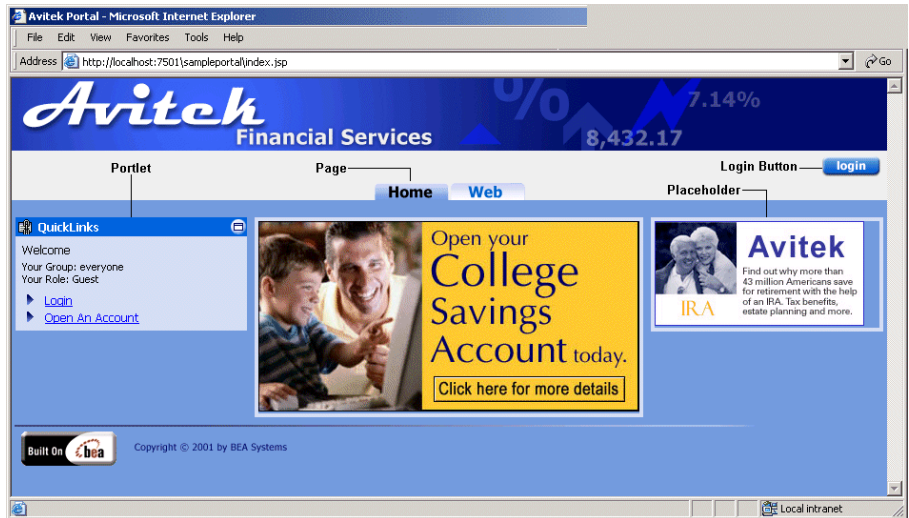 Avitek Portal - Microsoft Internet Explorer
File Edit View Favorites Tools Help
Address http://localhost:7501\sampleportal\index.jsp Go
Avitek
Financial Services
% 7.14%
8,432.17
Portlet Page Login Button login
Home Web Placeholder
QuickLinks
Welcome
Your Group: everyone
Your Role: Guest
Login
Open An Account
Open your
College
Savings
Account today.
Click here for more details
Avitek
Find out why more than
43 million Americans save
for retirement with the help
of an IRA. Tax benefits,
estate planning and more.
IRA
Built On bea Copyright © 2001 by BEA Systems
Local intranet